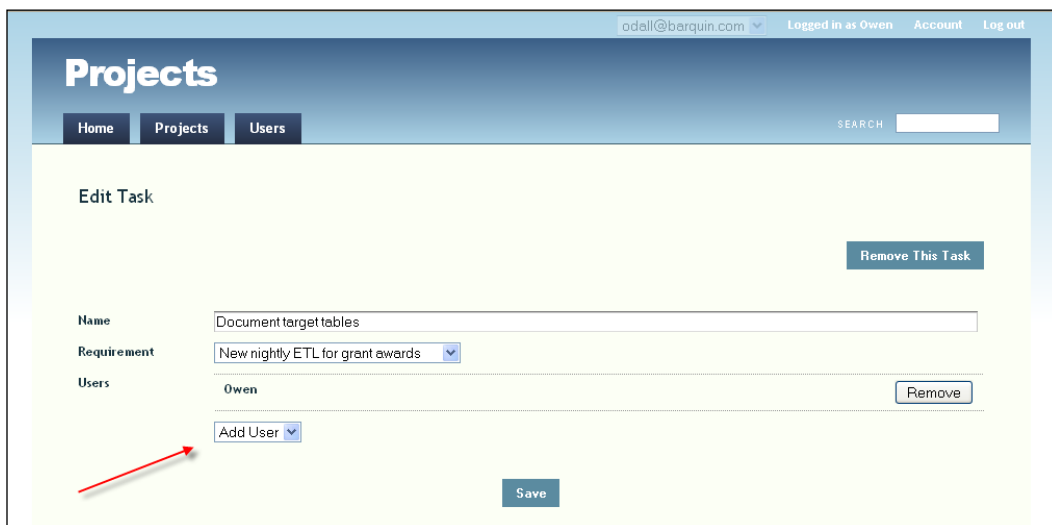 odall@barquin.com Logged in as Owen Account Log out
Projects
Home Projects Users SEARCH
Edit Task
Remove This Task
Name Document target tables
Requirement New nightly ETL for grant awards
Users Owen Remove
Add User
Save